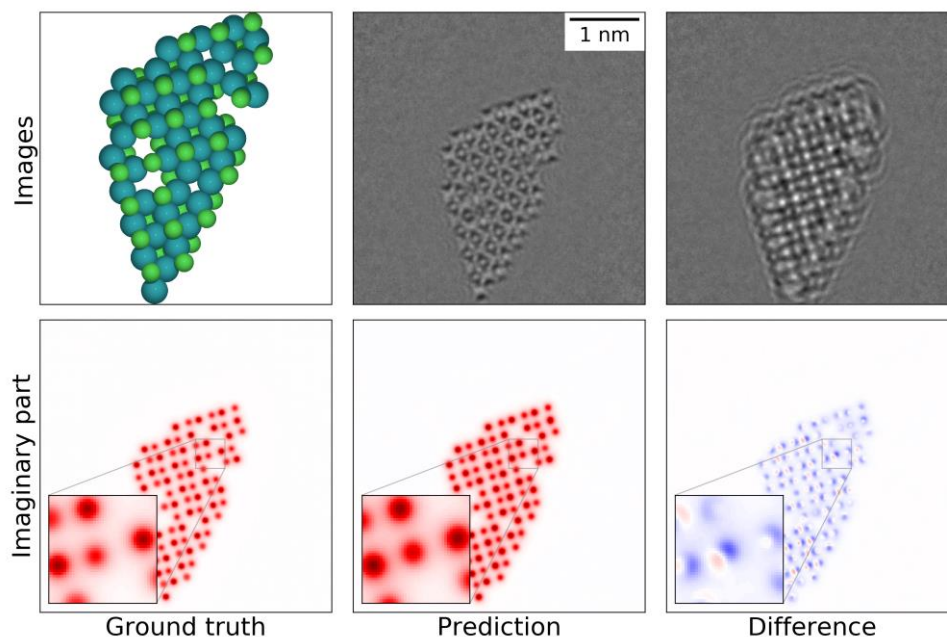 1 nm
Images
Imaginary part
Ground truth
Prediction
Difference